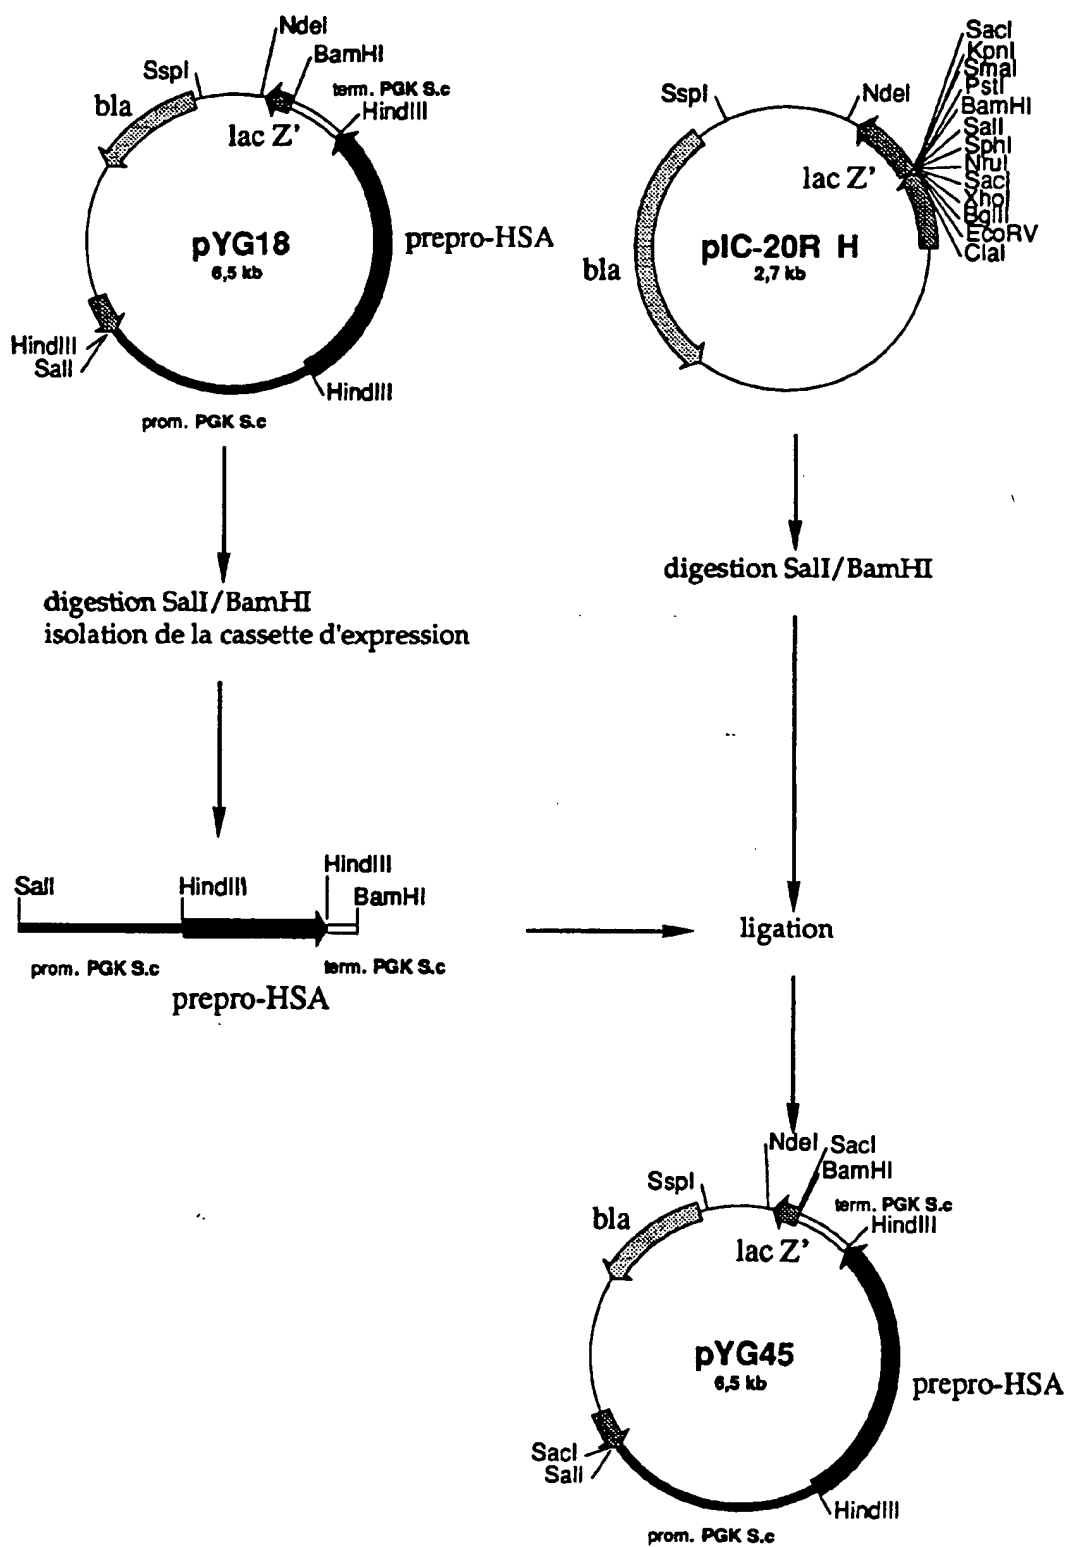 NdeI
BamHI
SspI
term. PGK S.c
HindIII
bla
lac Z'
pYG18
6,5 kb
prepro-HSA
HindIII
SalI
HindIII
prom. PGK S.c
SspI
NdeI
SacI
KpnI
SmaI
PstI
BamHI
SalI
SphI
NruI
SacI
XhoI
BglII
EcoRV
ClaI
lac Z'
bla
pIC-20R H
2,7 kb
digestion SalI/BamHI
isolation de la cassette d'expression
digestion SalI/BamHI
SalI
HindIII
HindIII
BamHI
prom. PGK S.c
term. PGK S.c
prepro-HSA
ligation
NdeI
SacI
BamHI
SspI
term. PGK S.c
HindIII
bla
lac Z'
pYG45
6,5 kb
prepro-HSA
SacI
SalI
HindIII
prom. PGK S.c